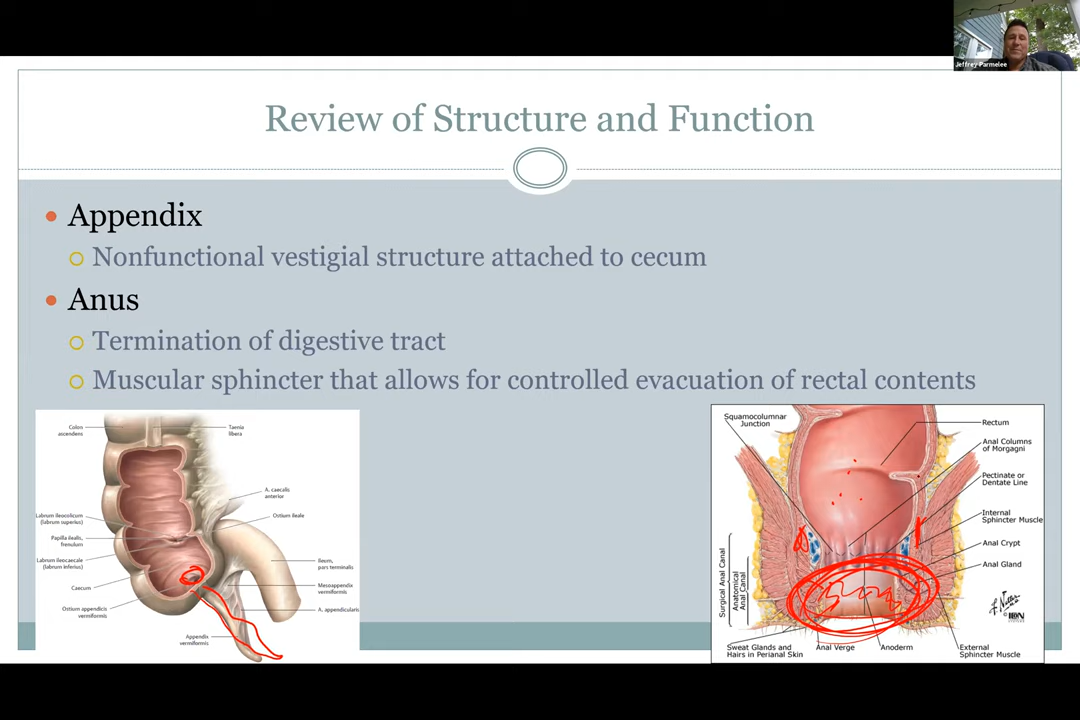 Jeffrey Parmelee
Review of Structure and Function
Appendix
Nonfunctional vestigial structure attached to cecum
Anus
Termination of digestive tract
Muscular sphincter that allows for controlled evacuation of rectal contents
Colon
ascendens
Taenia
libera
A. caecalis
anterior
Labrum ileocolicum
(labrum superius)
Ostium ileale
Papilla ilealis,
frenulum
Labrum ileocaecale
(labrum inferius)
Ileum,
pars terminalis
Caecum
Mesoappendix
vermiformis
Ostium appendicis
vermiformis
A. appendicularis
Appendix
vermiformis
Squamocolumnar
Junction
Rectum
Anal Columns
of Morgagni
Pectinate or
Dentate Line
Internal
Sphincter Muscle
Anal Crypt
Anal Gland
Surgical Anal Canal
Anatomical
Anal Canal
Sweat Glands and
Hairs in Perianal Skin
Anal Verge
Anoderm
External
Sphincter Muscle